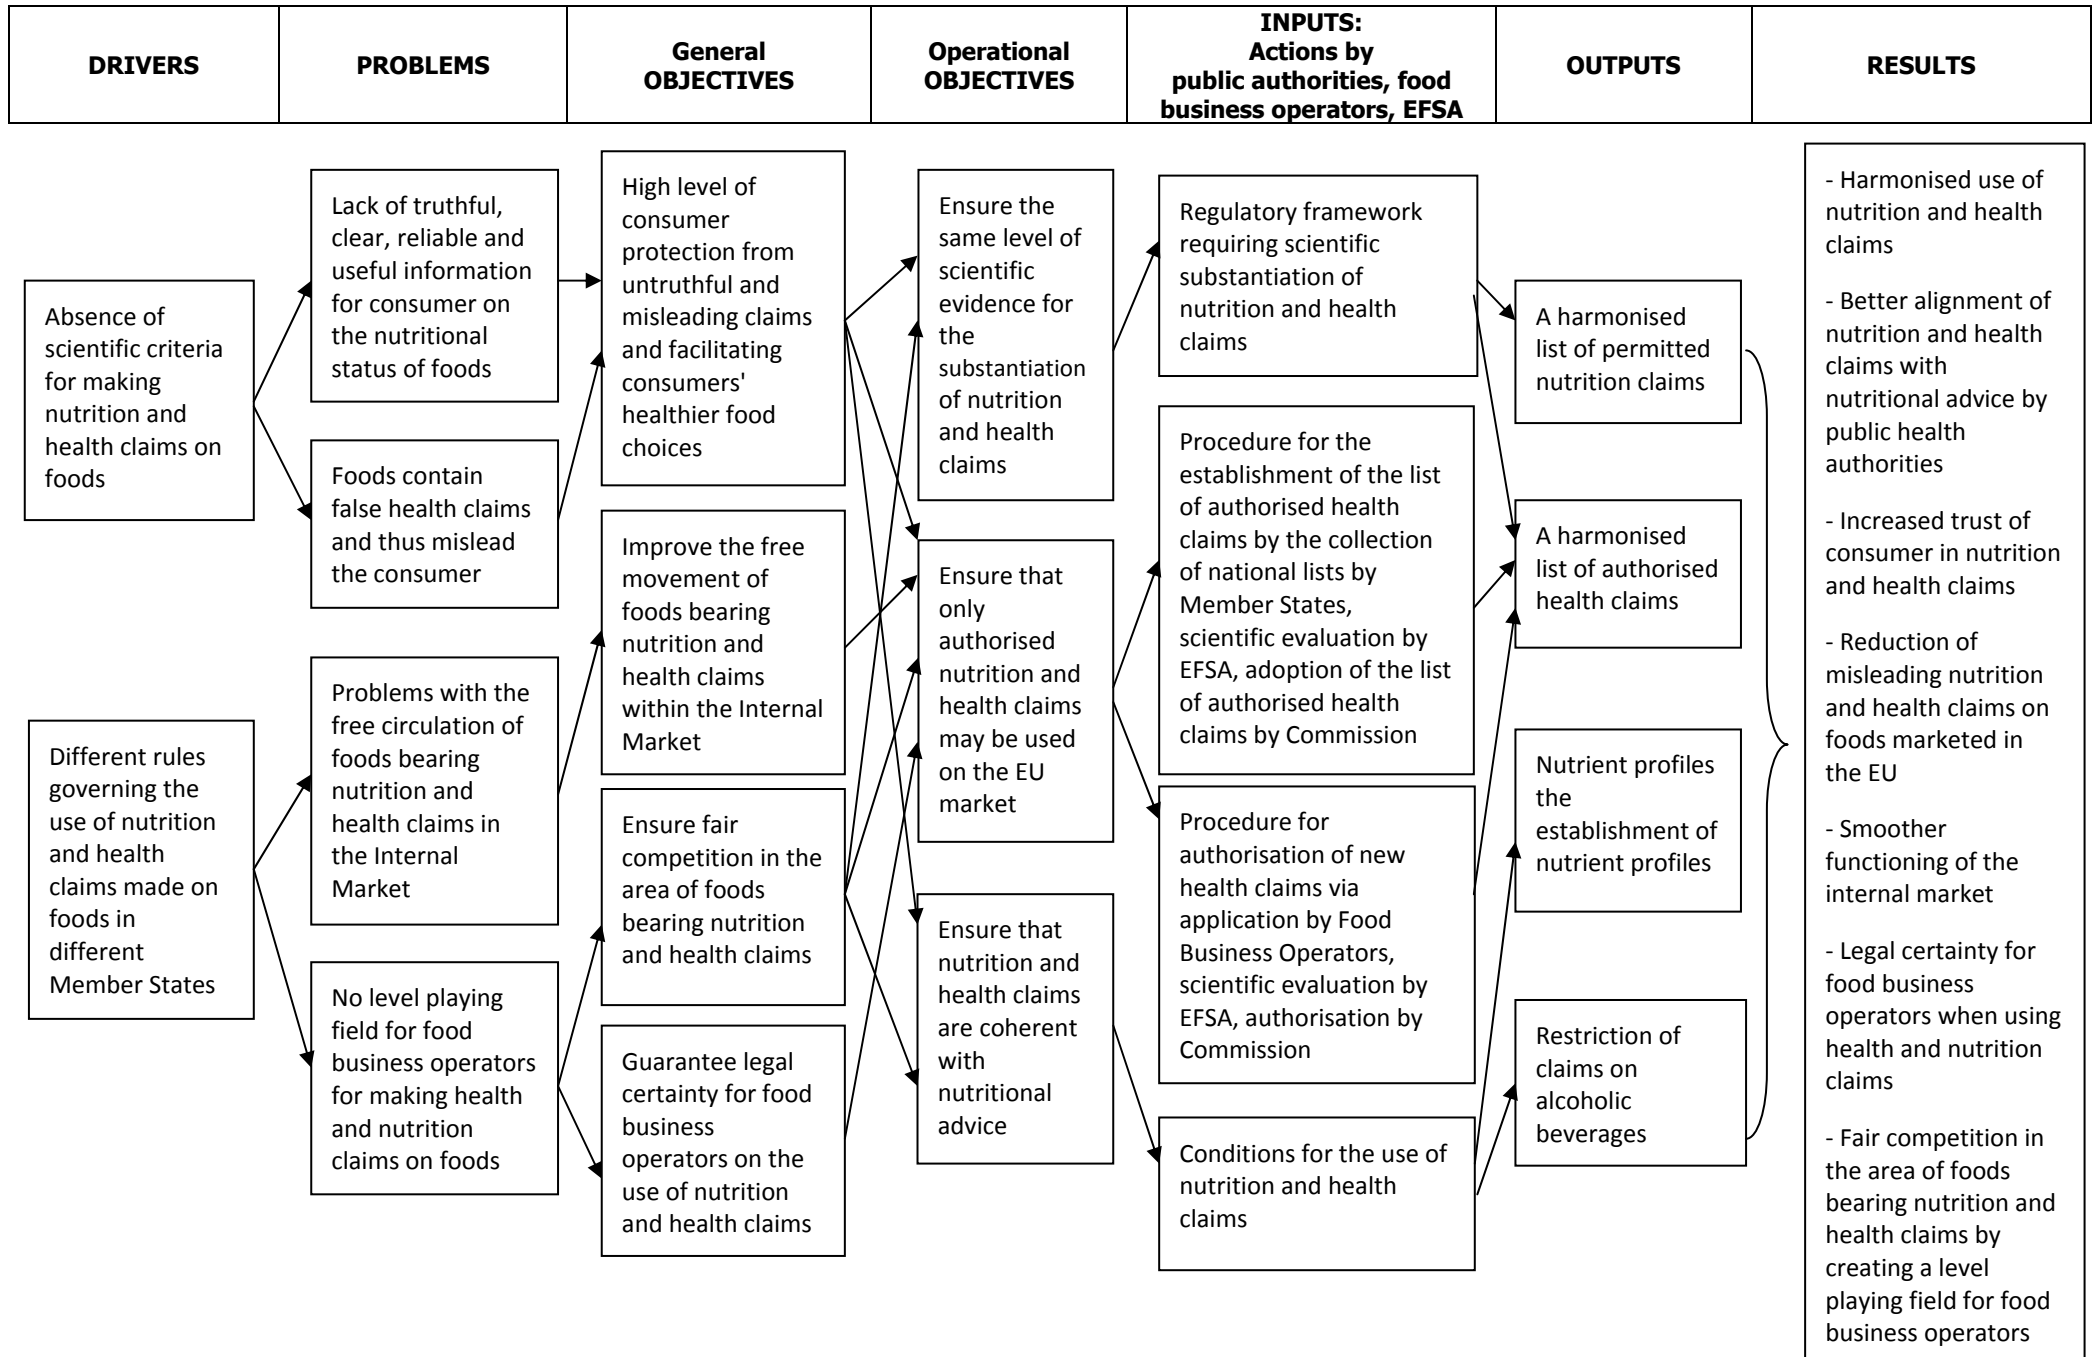 DRIVERS
PROBLEMS
General
OBJECTIVES
Operational
OBJECTIVES
INPUTS:
Actions by
public authorities, food
business operators, EFSA
OUTPUTS
RESULTS
Absence of
scientific criteria
for making
nutrition and
health claims on
foods
Different rules
governing the
use of nutrition
and health
claims made on
foods in
different
Member States
Lack of truthful,
clear, reliable and
useful information
for consumer on
the nutritional
status of foods
Foods contain
false health claims
and thus mislead
the consumer
Problems with the
free circulation of
foods bearing
nutrition and
health claims in
the Internal
Market
No level playing
field for food
business operators
for making health
and nutrition
claims on foods
High level of
consumer
protection from
untruthful and
misleading claims
and facilitating
consumers'
healthier food
choices
Improve the free
movement of
foods bearing
nutrition and
health claims
within the Internal
Market
Ensure fair
competition in the
area of foods
bearing nutrition
and health claims
Guarantee legal
certainty for food
business
operators on the
use of nutrition
and health claims
Ensure the
same level of
scientific
evidence for
the
substantiation
of nutrition
and health
claims
Ensure that
only
authorised
nutrition and
health claims
may be used
on the EU
market
Ensure that
nutrition and
health claims
are coherent
with
nutritional
advice
Regulatory framework
requiring scientific
substantiation of
nutrition and health
claims
Procedure for the
establishment of the list
of authorised health
claims by the collection
of national lists by
Member States,
scientific evaluation by
EFSA, adoption of the list
of authorised health
claims by Commission
Procedure for
authorisation of new
health claims via
application by Food
Business Operators,
scientific evaluation by
EFSA, authorisation by
Commission
Conditions for the use of
nutrition and health
claims
A harmonised
list of permitted
nutrition claims
A harmonised
list of authorised
health claims
Nutrient profiles
the
establishment of
nutrient profiles
Restriction of
claims on
alcoholic
beverages
- Harmonised use of
nutrition and health
claims
- Better alignment of
nutrition and health
claims with
nutritional advice by
public health
authorities
- Increased trust of
consumer in nutrition
and health claims
- Reduction of
misleading nutrition
and health claims on
foods marketed in
the EU
- Smoother
functioning of the
internal market
- Legal certainty for
food business
operators when using
health and nutrition
claims
- Fair competition in
the area of foods
bearing nutrition and
health claims by
creating a level
playing field for food
business operators